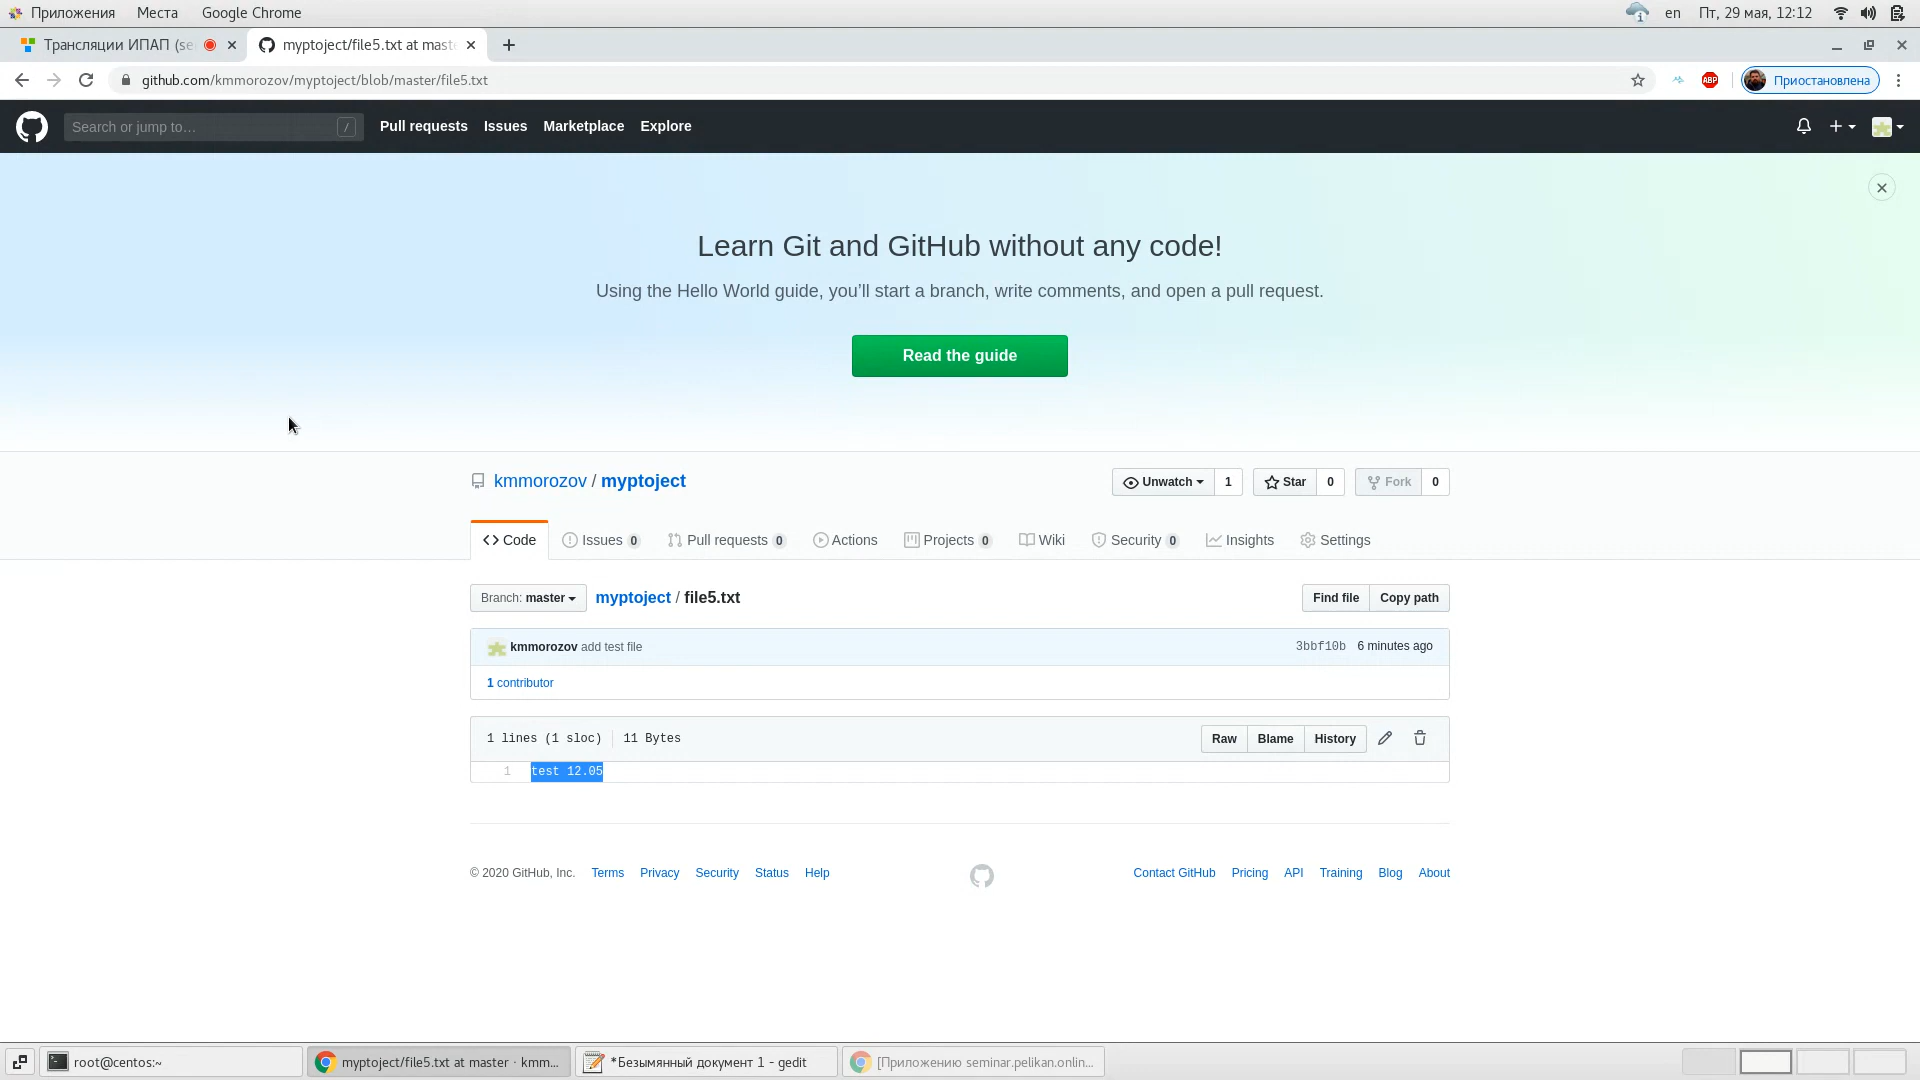 Приложения Места Google Chrome en Пт, 29 мая, 12:12
Трансляции ИПАП (se myptoject/file5.txt at maste
github.com/kmmorozov/myptoject/blob/master/file5.txt ABP Приостановлена
Search or jump to… / Pull requests Issues Marketplace Explore
Learn Git and GitHub without any code!
Using the Hello World guide, you’ll start a branch, write comments, and open a pull request.
Read the guide
kmmorozov / myptoject Unwatch 1 Star 0 Fork 0
Code Issues 0 Pull requests 0 Actions Projects 0 Wiki Security 0 Insights Settings
Branch: master myptoject / file5.txt Find file Copy path
kmmorozov add test file 3bbf10b 6 minutes ago
1 contributor
1 lines (1 sloc) 11 Bytes Raw Blame History
1 test 12.05
© 2020 GitHub, Inc. Terms Privacy Security Status Help Contact GitHub Pricing API Training Blog About
root@centos:~ myptoject/file5.txt at master · kmm... *Безымянный документ 1 - gedit [Приложению seminar.pelikan.onlin...